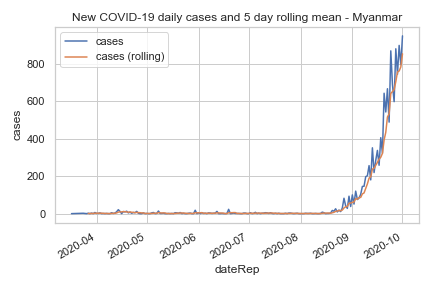 New COVID-19 daily cases and 5 day rolling mean - Myanmar
cases
cases (rolling)
800
600
400
200
0
cases
2020-04
2020-05
2020-06
2020-07
2020-08
2020-09
2020-10
dateRep